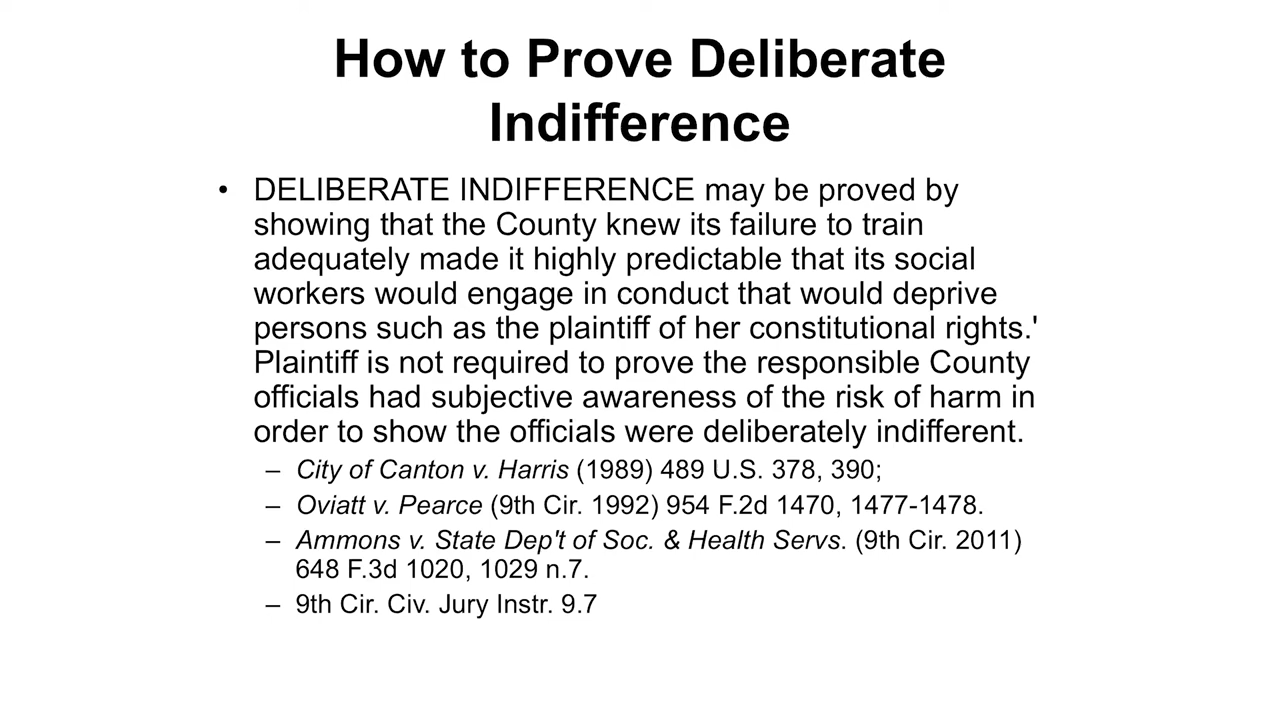 How to Prove Deliberate
Indifference
• DELIBERATE INDIFFERENCE may be proved by
showing that the County knew its failure to train
adequately made it highly predictable that its social
workers would engage in conduct that would deprive
persons such as the plaintiff of her constitutional rights.'
Plaintiff is not required to prove the responsible County
officials had subjective awareness of the risk of harm in
order to show the officials were deliberately indifferent.
– City of Canton v. Harris (1989) 489 U.S. 378, 390;
– Oviatt v. Pearce (9th Cir. 1992) 954 F.2d 1470, 1477-1478.
– Ammons v. State Dep't of Soc. & Health Servs. (9th Cir. 2011)
648 F.3d 1020, 1029 n.7.
– 9th Cir. Civ. Jury Instr. 9.7